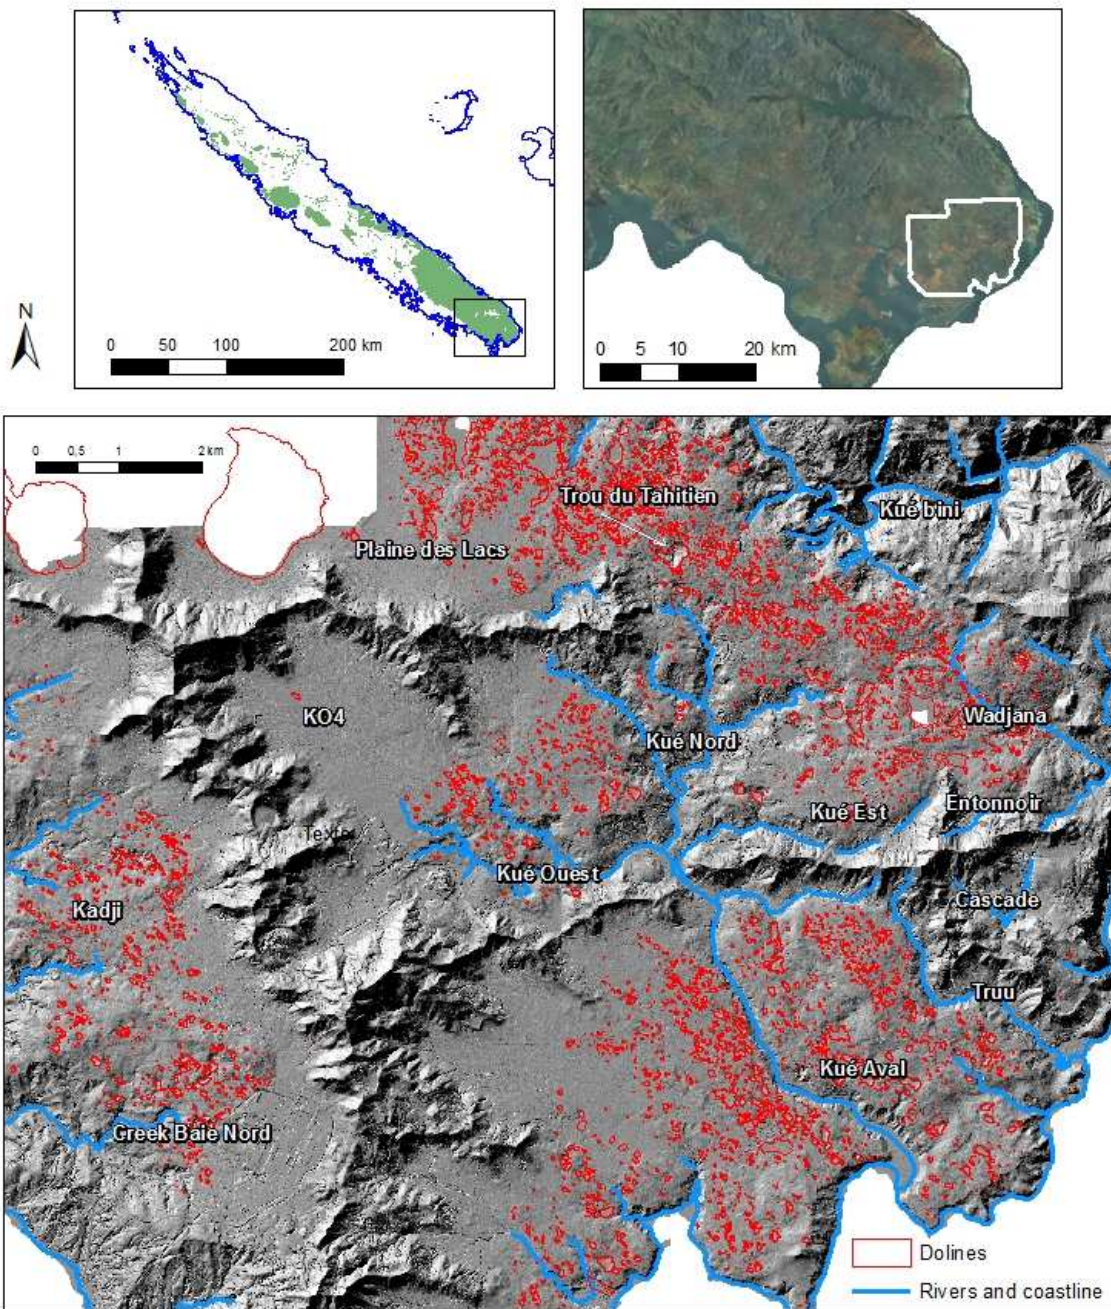 N
0 50 100 200 km
0 5 10 20 km
0 0,5 1 2 km
Trou du Tahitien
Kué bini
Plaine des Lacs
KO4
Kué Nord
Wadjana
Kué Est
Entonnoir
Texte
Kué Ouest
Kadji
Cascade
Truu
Kué Aval
Creek Baie Nord
Dolines
Rivers and coastline